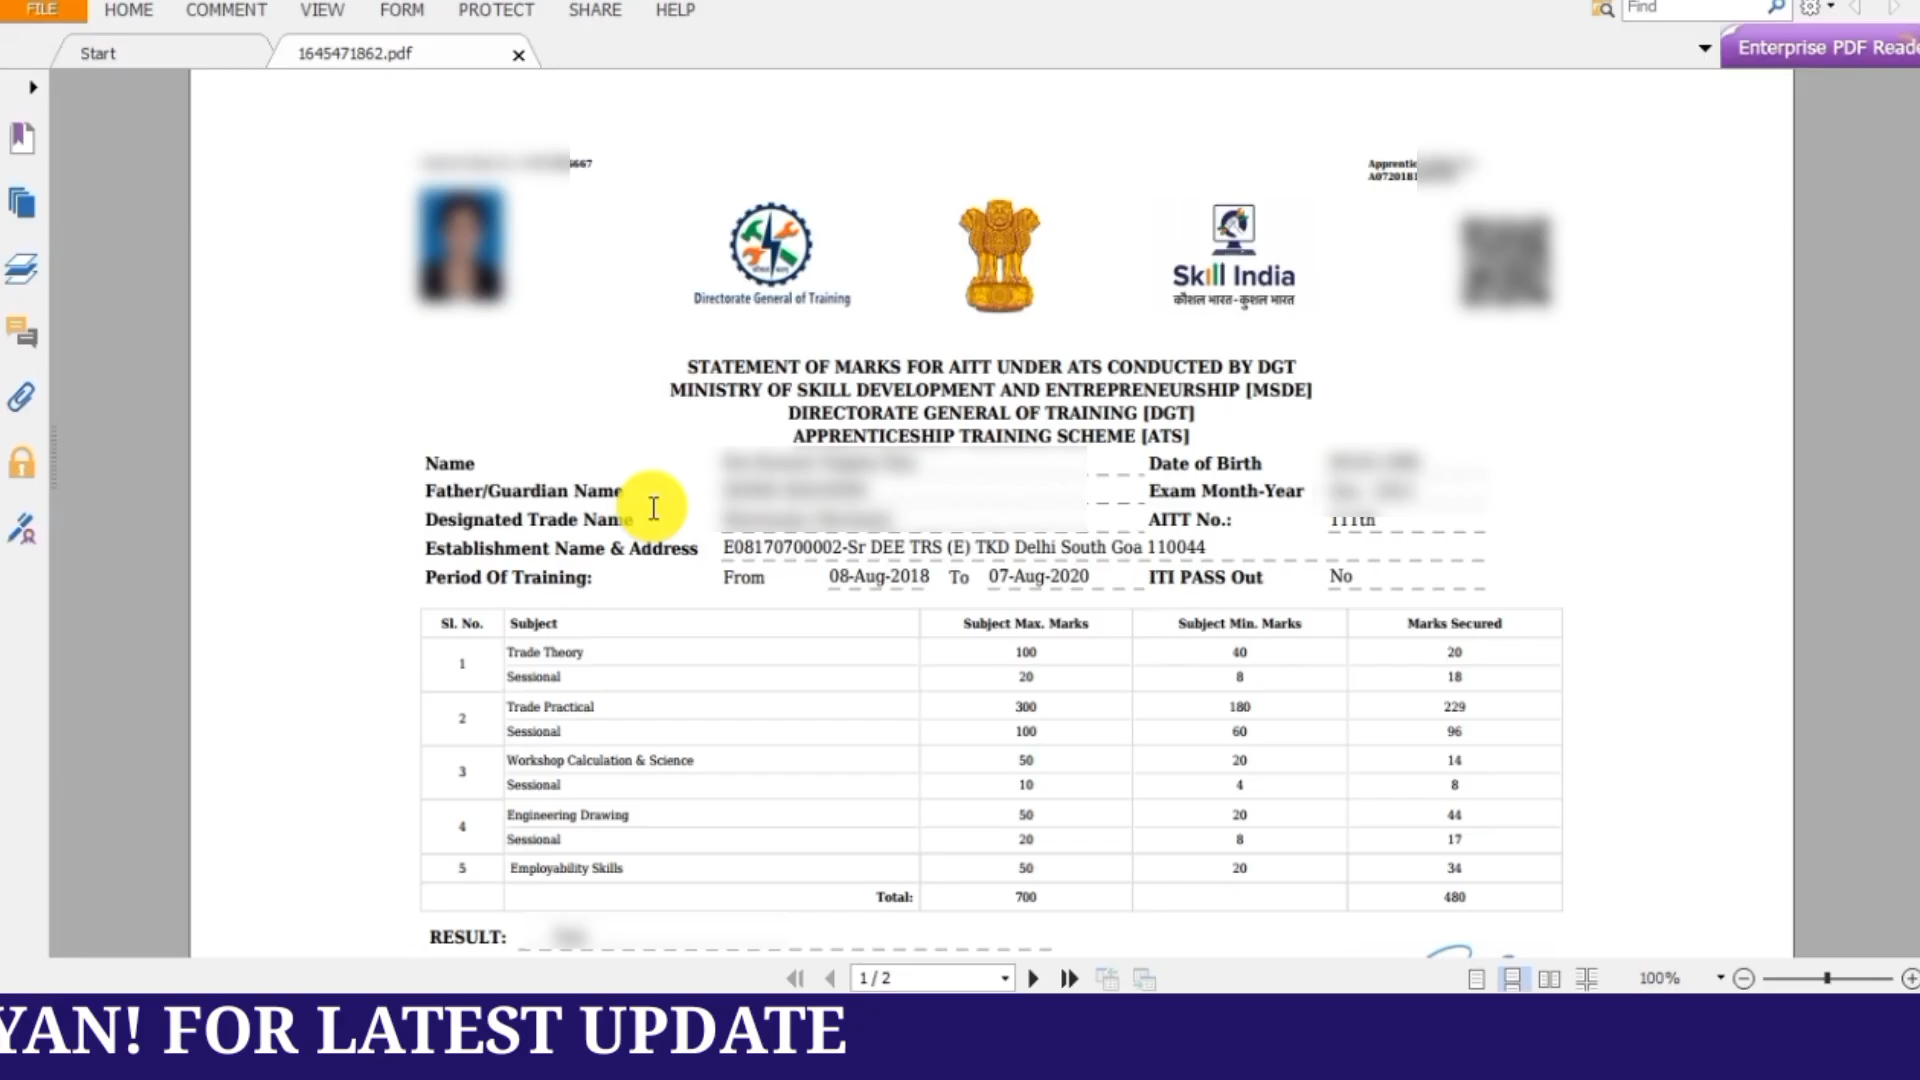 FILE HOME COMMENT VIEW FORM PROTECT SHARE HELP Find
Start 1645471862.pdf Enterprise PDF Reade
6667 Apprentic
A0720181
Directorate General of Training
Skill India
कौशल भारत-कुशल भारत
STATEMENT OF MARKS FOR AITT UNDER ATS CONDUCTED BY DGT
MINISTRY OF SKILL DEVELOPMENT AND ENTREPRENEURSHIP [MSDE]
DIRECTORATE GENERAL OF TRAINING [DGT]
APPRENTICESHIP TRAINING SCHEME [ATS]
Name Date of Birth
Father/Guardian Name Exam Month-Year
Designated Trade Name AITT No.: 111th
Establishment Name & Address E08170700002-Sr DEE TRS (E) TKD Delhi South Goa 110044
Period Of Training: From 08-Aug-2018 To 07-Aug-2020 ITI PASS Out No
Sl. No. Subject Subject Max. Marks Subject Min. Marks Marks Secured
1 Trade Theory 100 40 20
Sessional 20 8 18
2 Trade Practical 300 180 229
Sessional 100 60 96
3 Workshop Calculation & Science 50 20 14
Sessional 10 4 8
4 Engineering Drawing 50 20 44
Sessional 20 8 17
5 Employability Skills 50 20 34
Total: 700 480
RESULT:
1 / 2 100%
YAN! FOR LATEST UPDATE